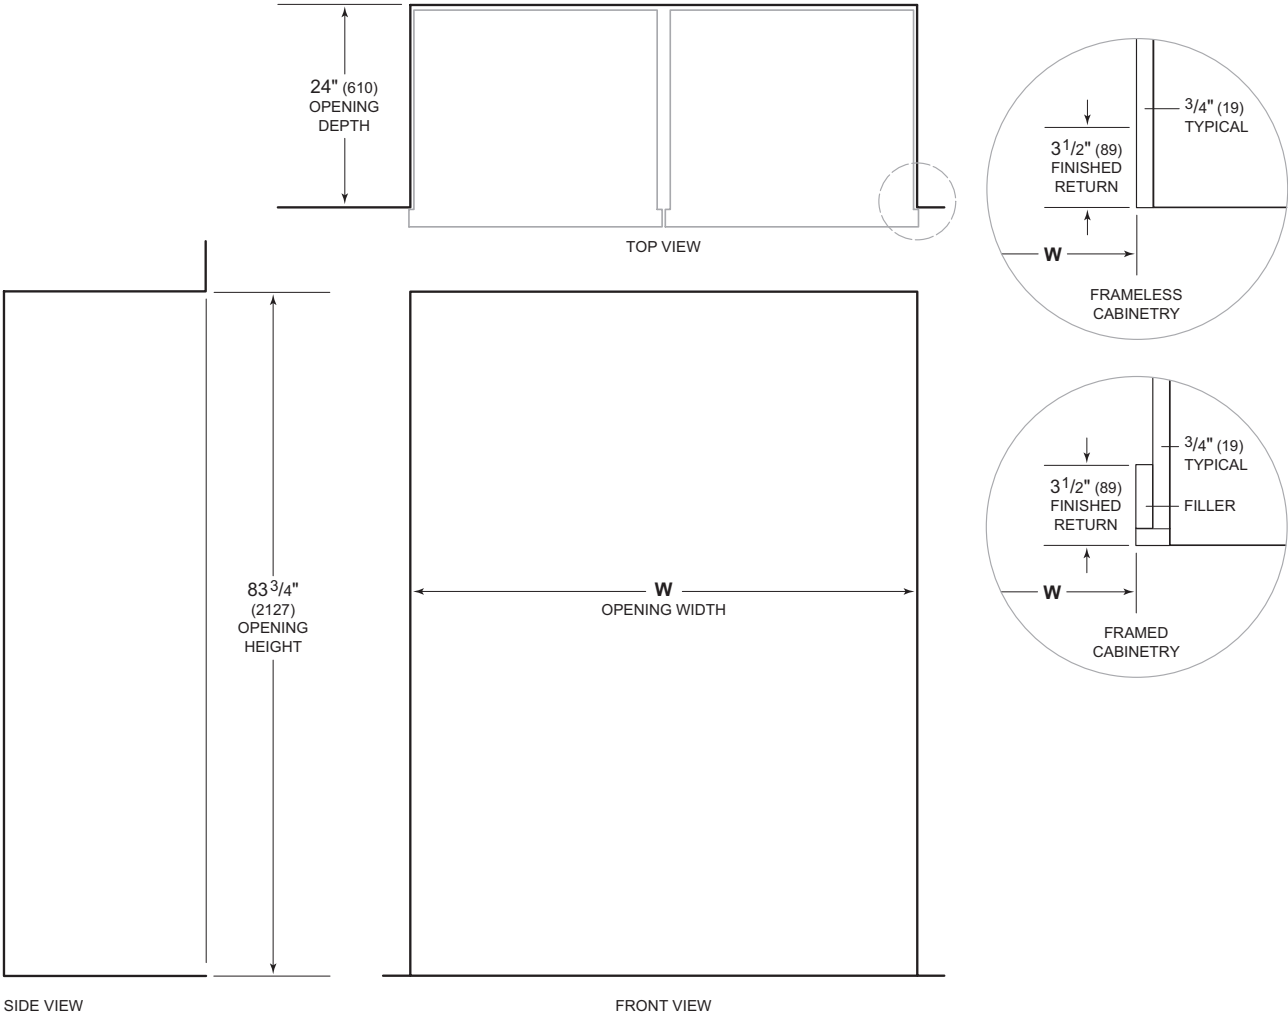 24" (610)
OPENING
DEPTH
TOP VIEW
3/4" (19)
TYPICAL
3 1/2" (89)
FINISHED
RETURN
W
FRAMELESS
CABINETRY
83 3/4"
(2127)
OPENING
HEIGHT
W
OPENING WIDTH
3/4" (19)
TYPICAL
3 1/2" (89)
FINISHED
RETURN
FILLER
W
FRAMED
CABINETRY
SIDE VIEW
FRONT VIEW